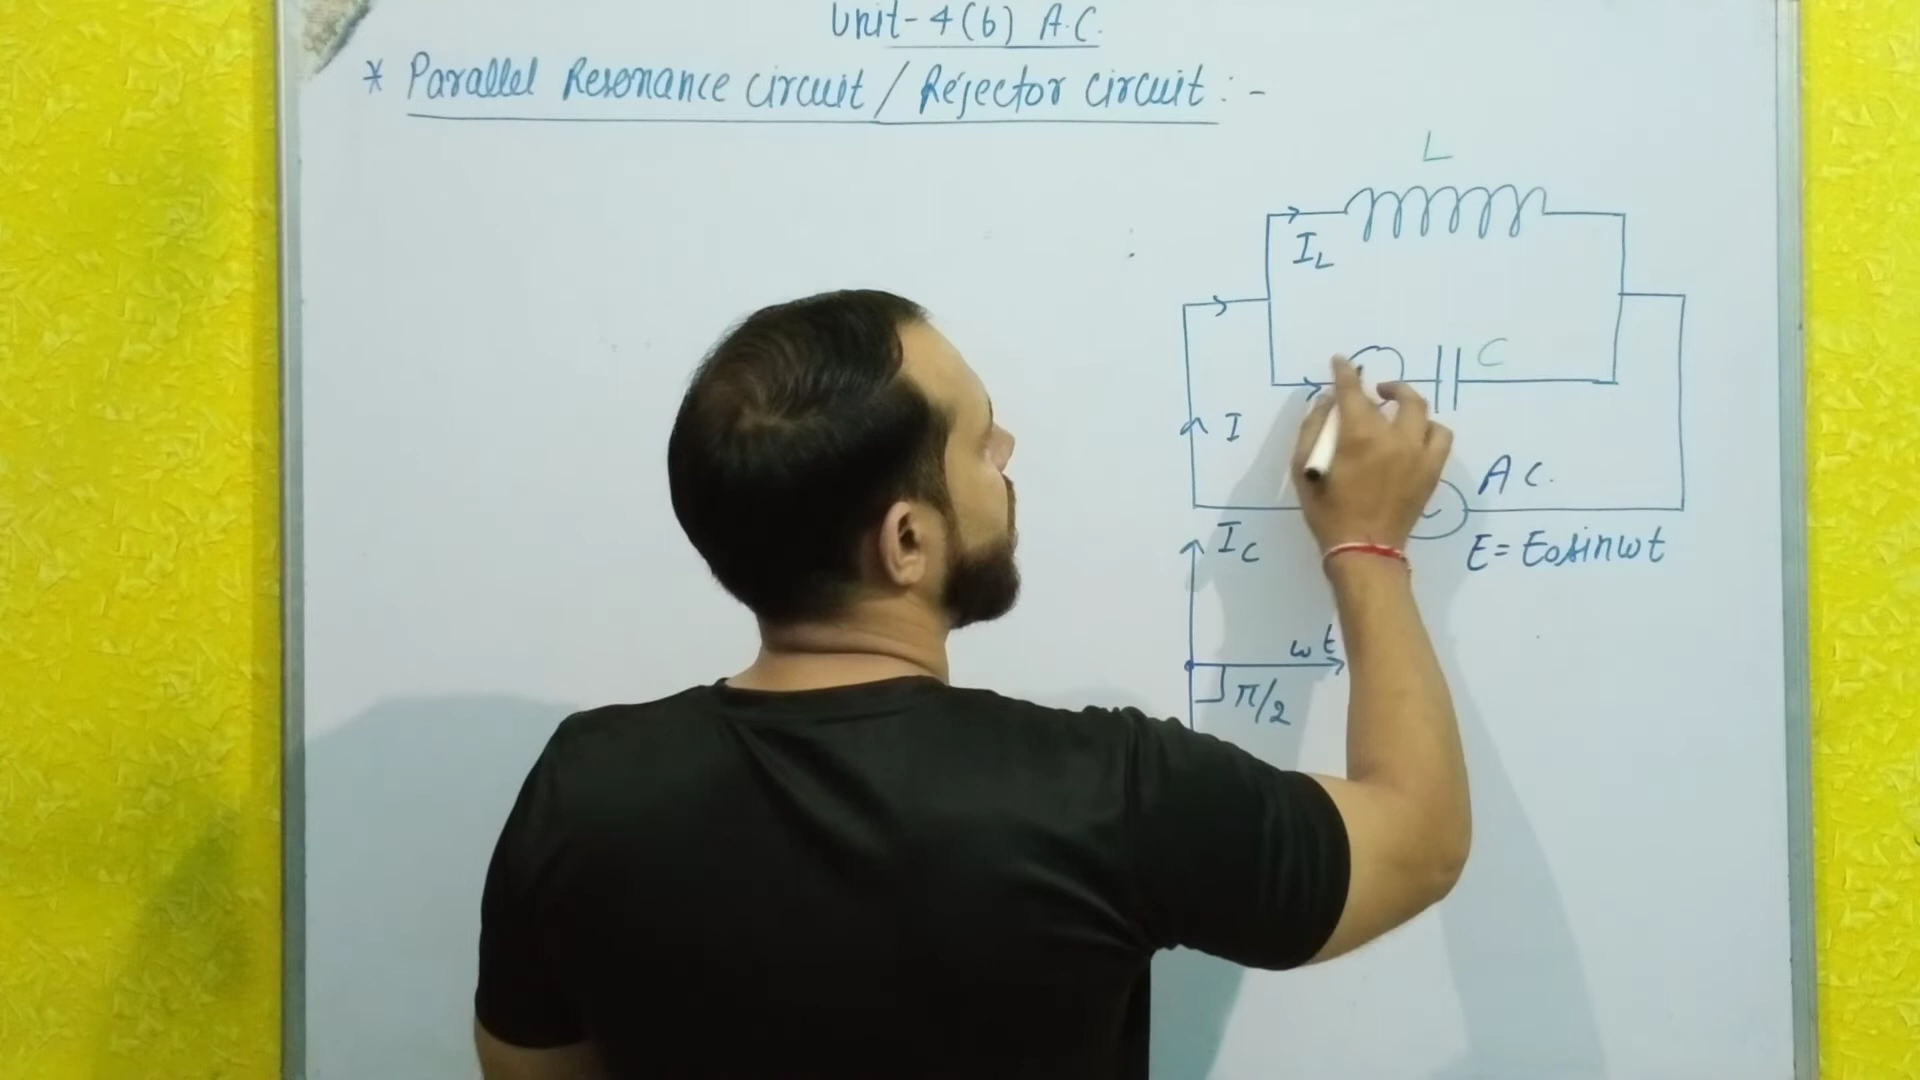 Unit-4(b) A.C.
* Parallel Resonance circuit / Rejector circuit :-
L
I_L
C
I
A C.
I_C
E = E₀sinωt
ωt
π/2